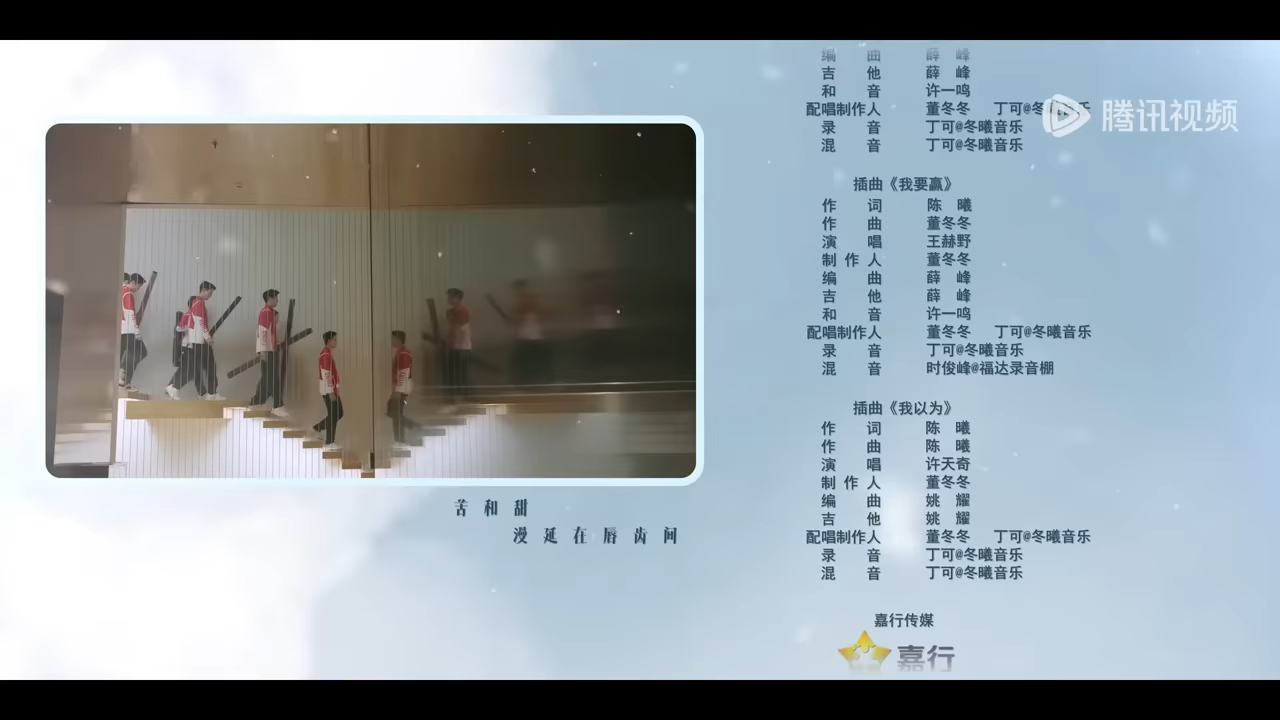 编 曲 薛 峰
吉 他 薛 峰
和 音 许一鸣
配唱制作人 董冬冬 丁可@冬曦音乐
录 音 丁可@冬曦音乐
混 音 丁可@冬曦音乐
腾讯视频
插曲《我要赢》
作 词 陈 曦
作 曲 董冬冬
演 唱 王赫野
制 作 人 董冬冬
编 曲 薛 峰
吉 他 薛 峰
和 音 许一鸣
配唱制作人 董冬冬 丁可@冬曦音乐
录 音 丁可@冬曦音乐
混 音 时俊峰@福达录音棚
插曲《我以为》
作 词 陈 曦
作 曲 陈 曦
演 唱 许天奇
制 作 人 董冬冬
编 曲 姚 耀
吉 他 姚 耀
配唱制作人 董冬冬 丁可@冬曦音乐
录 音 丁可@冬曦音乐
混 音 丁可@冬曦音乐
嘉行传媒
嘉行
苦和甜
漫延在唇齿间